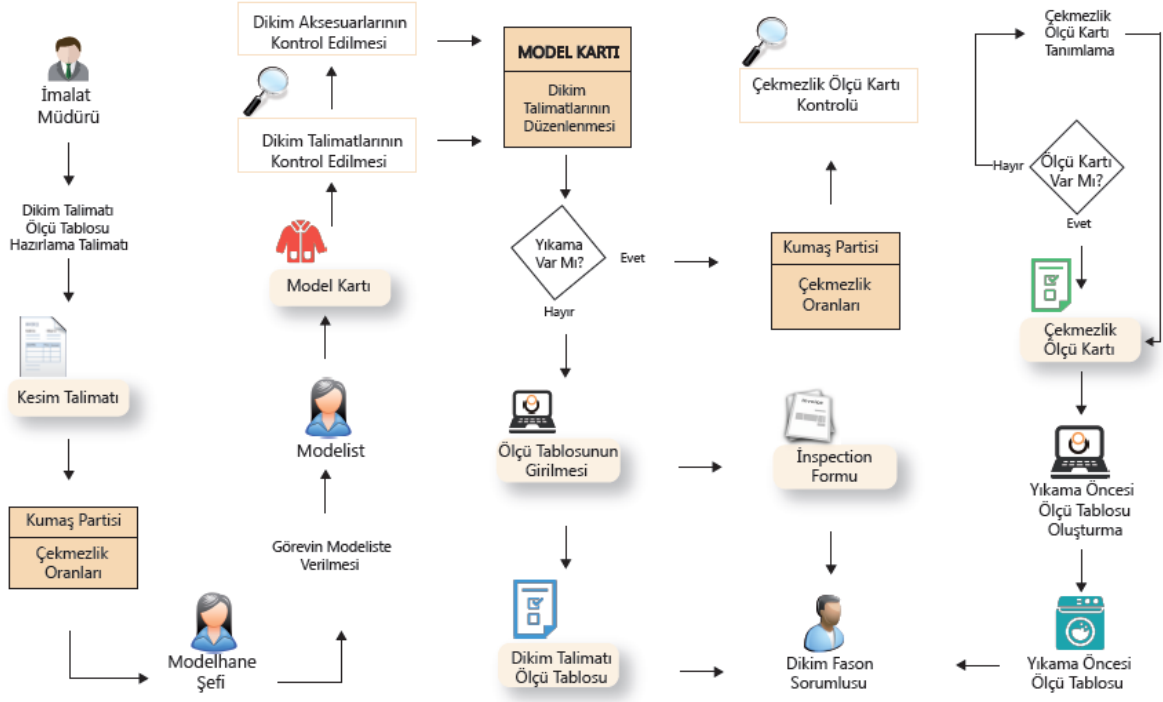 İmalat
Müdürü
Dikim Talimatı
Ölçü Tablosu
Hazırlama Talimatı
Kesim Talimatı
Kumaş Partisi
Çekmezlik
Oranları
Modelhane
Şefi
Görevin Modeliste
Verilmesi
Modelist
Model Kartı
Dikim Talimatlarının
Kontrol Edilmesi
Dikim Aksesuarlarının
Kontrol Edilmesi
MODEL KARTI
Dikim
Talimatlarının
Düzenlenmesi
Yıkama
Var Mı?
Evet
Hayır
Ölçü Tablosunun
Girilmesi
Dikim Talimatı
Ölçü Tablosu
Çekmezlik Ölçü Kartı
Kontrolü
Kumaş Partisi
Çekmezlik
Oranları
İnspection
Formu
Dikim Fason
Sorumlusu
Çekmezlik
Ölçü Kartı
Tanımlama
Hayır
Ölçü Kartı
Var Mı?
Evet
Çekmezlik
Ölçü Kartı
Yıkama Öncesi
Ölçü Tablosu
Oluşturma
Yıkama Öncesi
Ölçü Tablosu